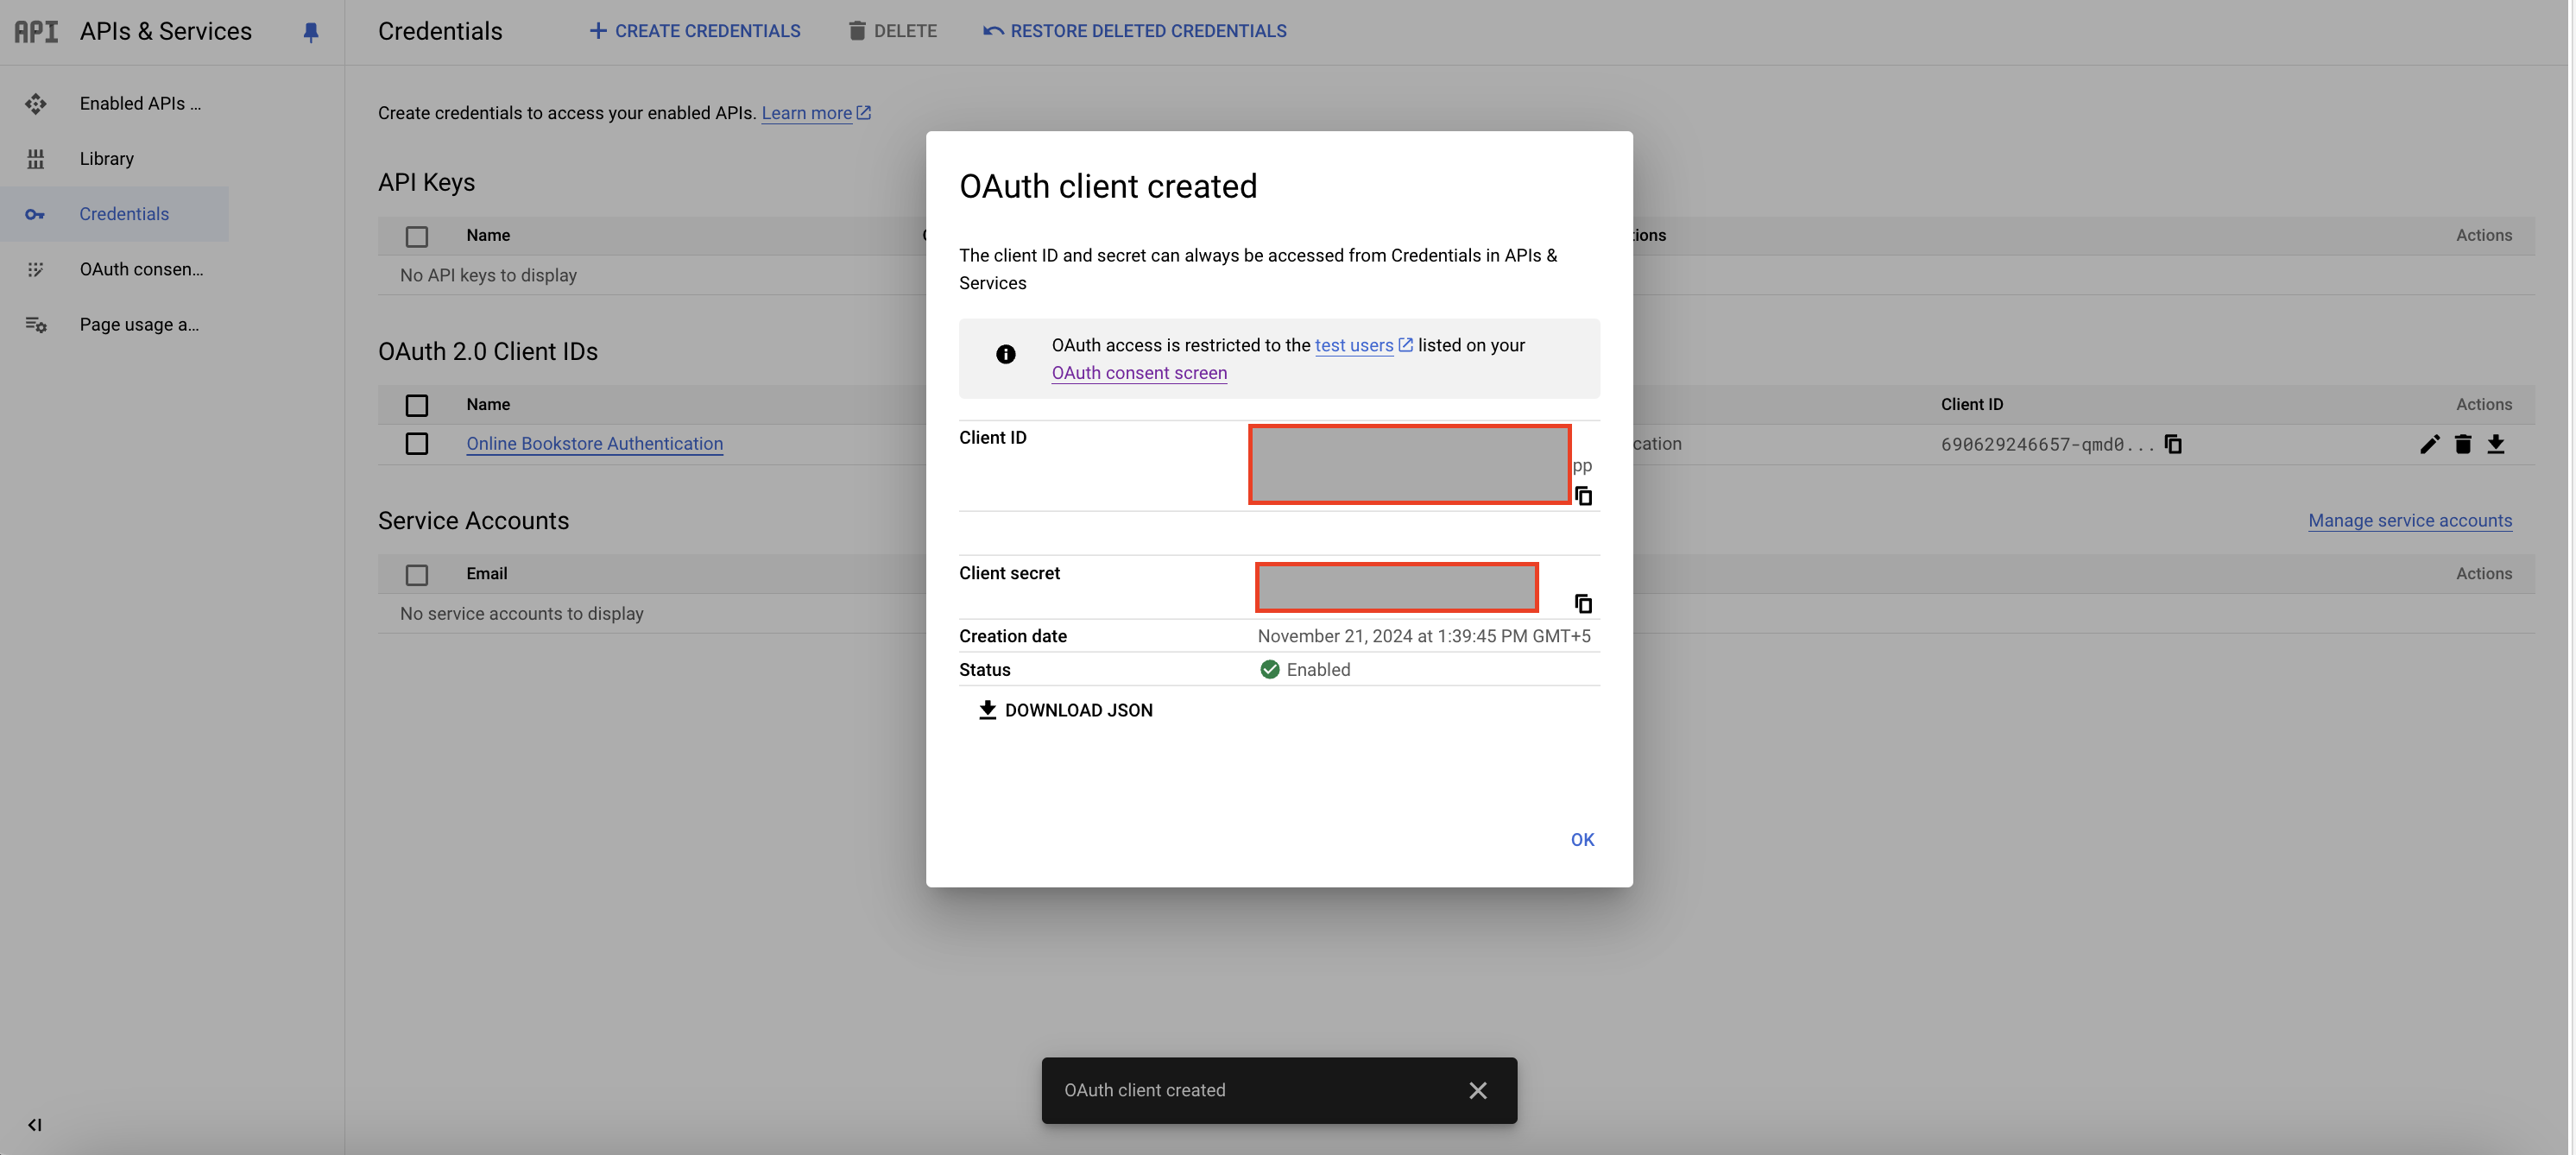 API APIs & Services
Credentials
CREATE CREDENTIALS
DELETE
RESTORE DELETED CREDENTIALS
Enabled APIs ...
Library
Credentials
OAuth consen...
Page usage a...
Create credentials to access your enabled APIs. Learn more
API Keys
Name
tions
Actions
No API keys to display
OAuth 2.0 Client IDs
Name
Client ID
Actions
Online Bookstore Authentication
cation
690629246657-qmd0...
Service Accounts
Manage service accounts
Email
Actions
No service accounts to display
OAuth client created
The client ID and secret can always be accessed from Credentials in APIs &
Services
OAuth access is restricted to the test users listed on your
OAuth consent screen
Client ID
pp
Client secret
Creation date
November 21, 2024 at 1:39:45 PM GMT+5
Status
Enabled
DOWNLOAD JSON
OK
OAuth client created